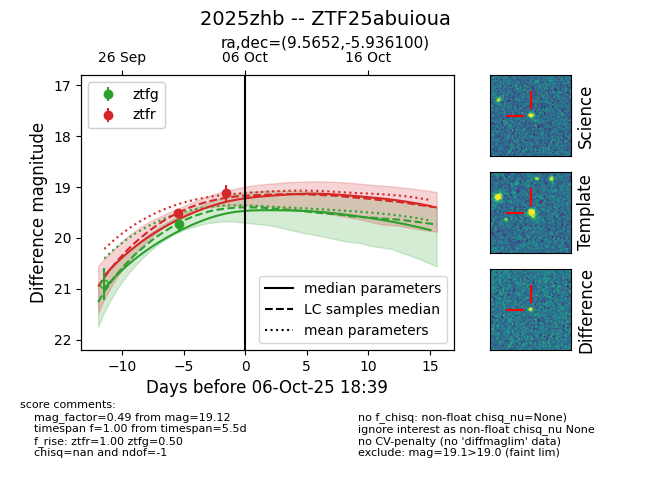 2025zhb -- ZTF25abuioua
ra,dec=(9.5652,-5.936100)
26 Sep 06 Oct 16 Oct
17
18
19
20
21
22
Difference magnitude
ztfg
ztfr
median parameters
LC samples median
mean parameters
−10 −5 0 5 10 15
Days before 06-Oct-25 18:39
Science
Template
Difference
score comments:
mag_factor=0.49 from mag=19.12
timespan f=1.00 from timespan=5.5d
f_rise: ztfr=1.00 ztfg=0.50
chisq=nan and ndof=-1
no f_chisq: non-float chisq_nu=None)
ignore interest as non-float chisq_nu None
no CV-penalty (no 'diffmaglim' data)
exclude: mag=19.1>19.0 (faint lim)